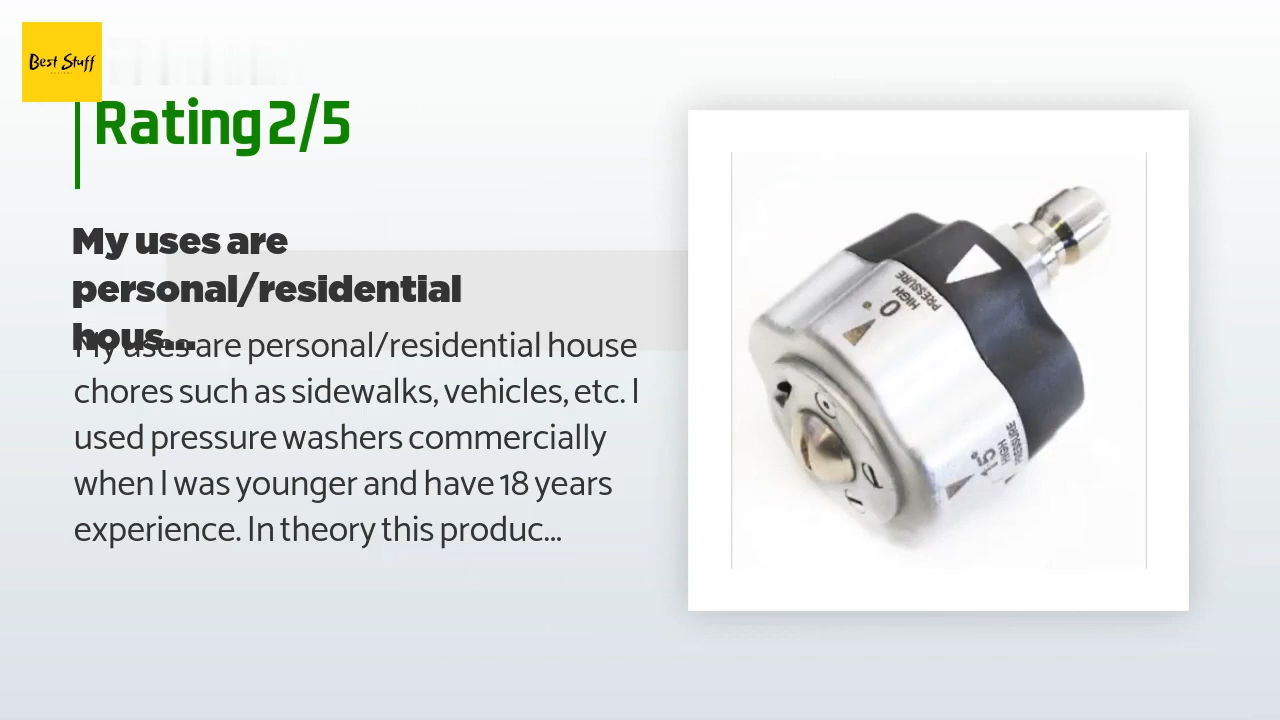 Best Stuff
Rating 2/5
My uses are
personal/residential
hous...
My uses are personal/residential house
chores such as sidewalks, vehicles, etc. I
used pressure washers commercially
when I was younger and have 18 years
experience. In theory this produc...
0° HIGH PRESSURE
15° HIGH PRESSURE